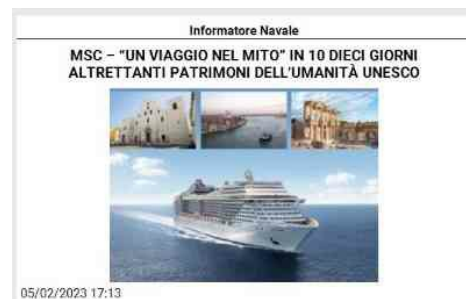 Informatore Navale
MSC – “UN VIAGGIO NEL MITO” IN 10 DIECI GIORNI
ALTRETTANTI PATRIMONI DELL’UMANITÀ UNESCO
05/02/2023 17:13